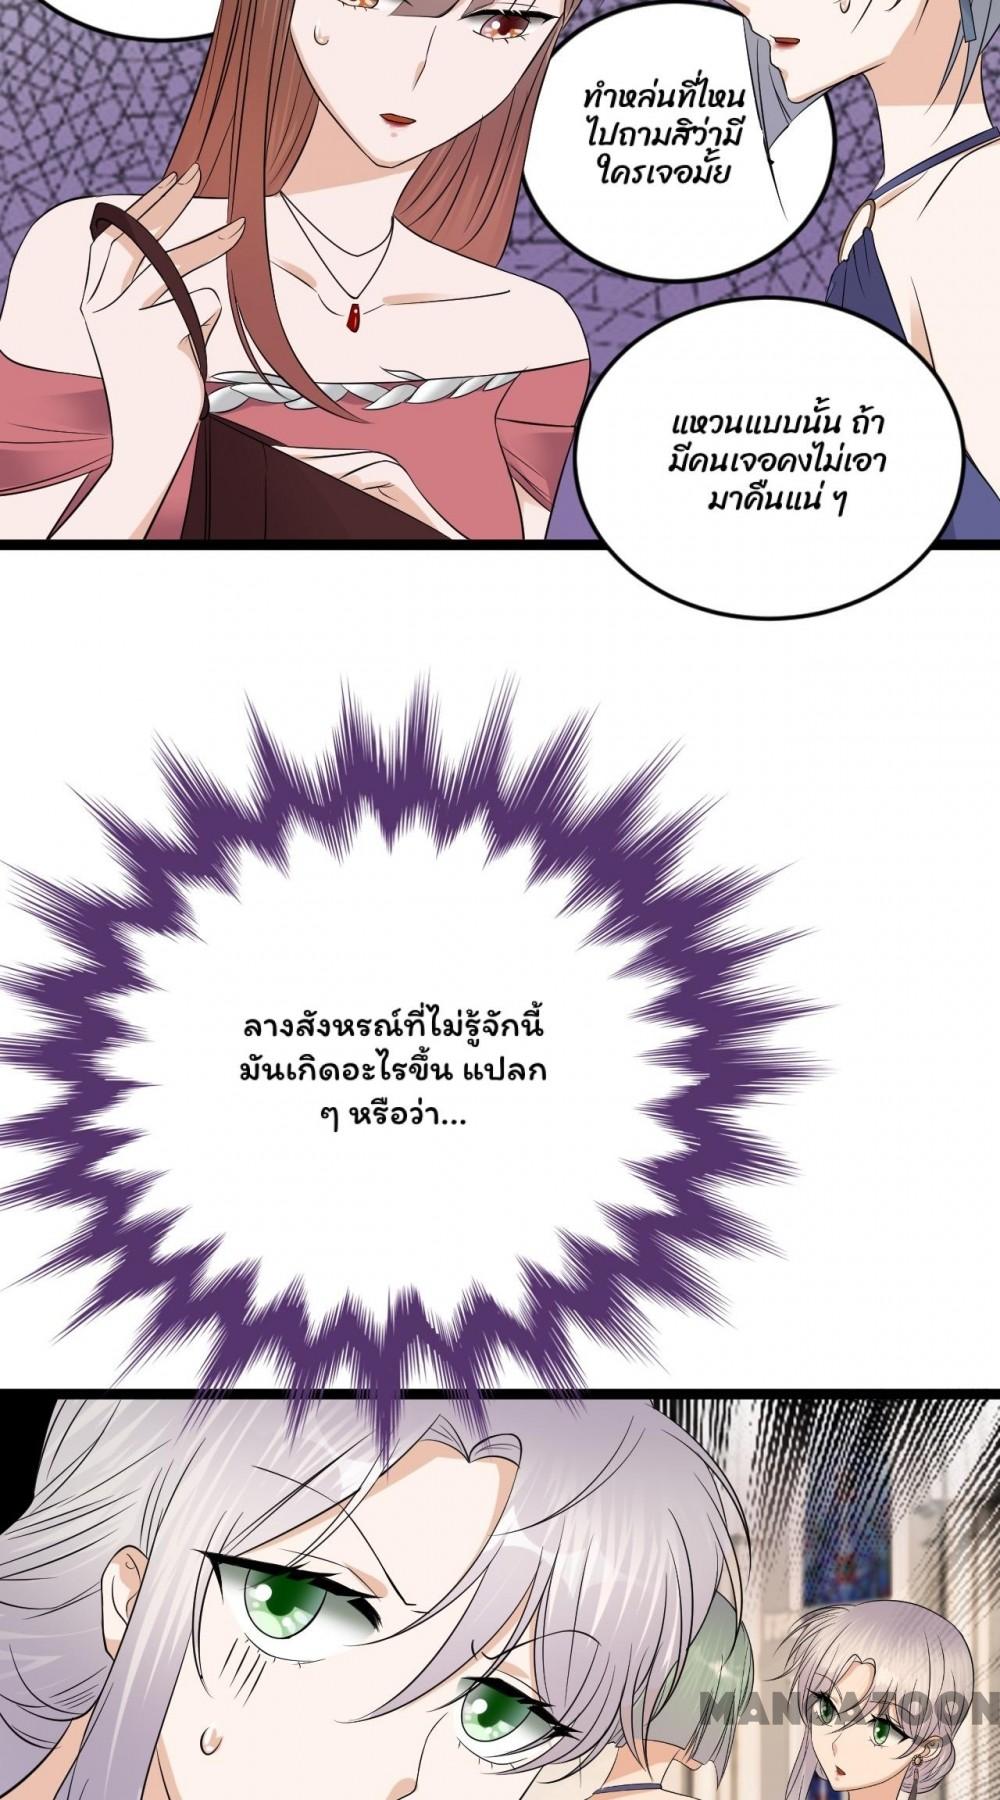 ทำหล่นที่ไหน
ไปถามสิว่ามี
ใครเจอมั้ย
แหวนแบบนั้น ถ้า
มีคนเจอคงไม่เอา
มาคืนแน่ ๆ
ลางสังหรณ์ที่ไม่รู้จักนี้
มันเกิดอะไรขึ้น แปลก
ๆ หรือว่า...
MANGAZOON